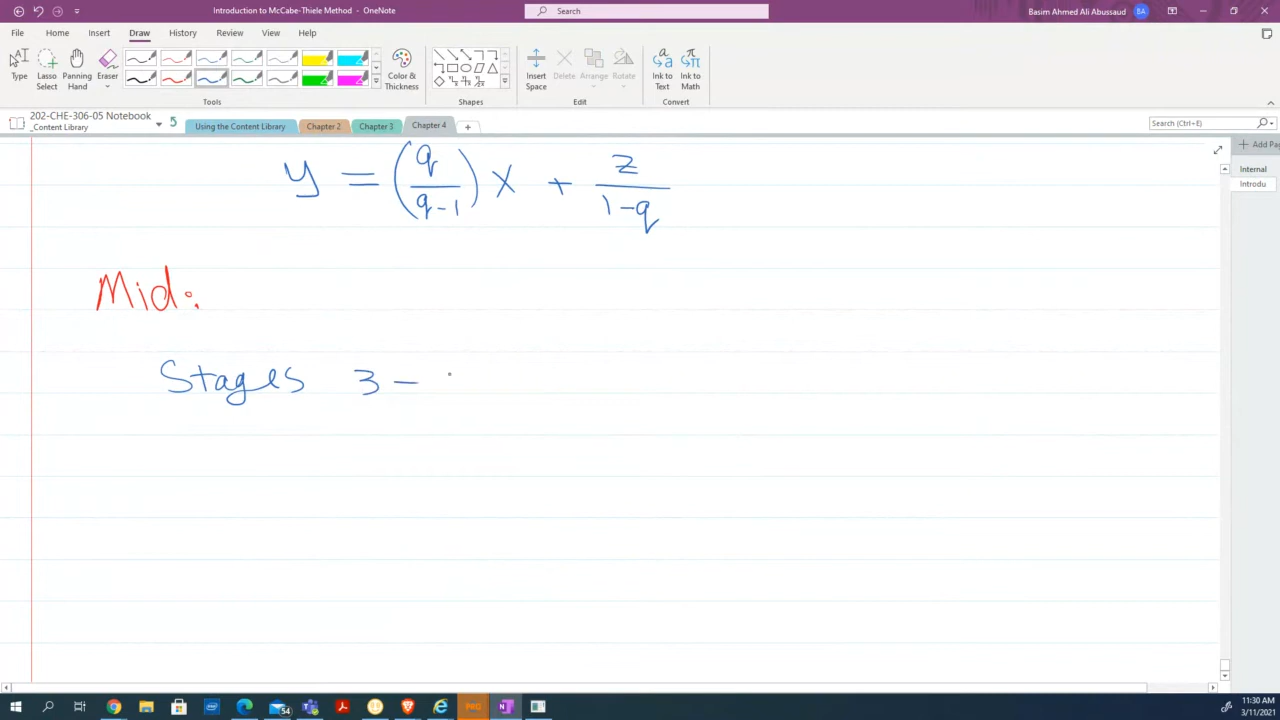 Introduction to McCabe-Thiele Method - OneNote
Search
Basim Ahmed Ali Abussaud
BA
File Home Insert Draw History Review View Help
Type
Lasso Select
Panning Hand
Eraser
Color & Thickness
Insert Space
Delete
Arrange
Rotate
Ink to Text
Ink to Math
Tools
Shapes
Edit
Convert
202-CHE-306-05 Notebook
_Content Library
Using the Content Library
Chapter 2
Chapter 3
Chapter 4
Search (Ctrl+E)
Add Pag
Internal
Introdu
y = (q/(q-1)) x + z/(1-q)
Mid:
Stages 3 -
11:30 AM
3/11/2021